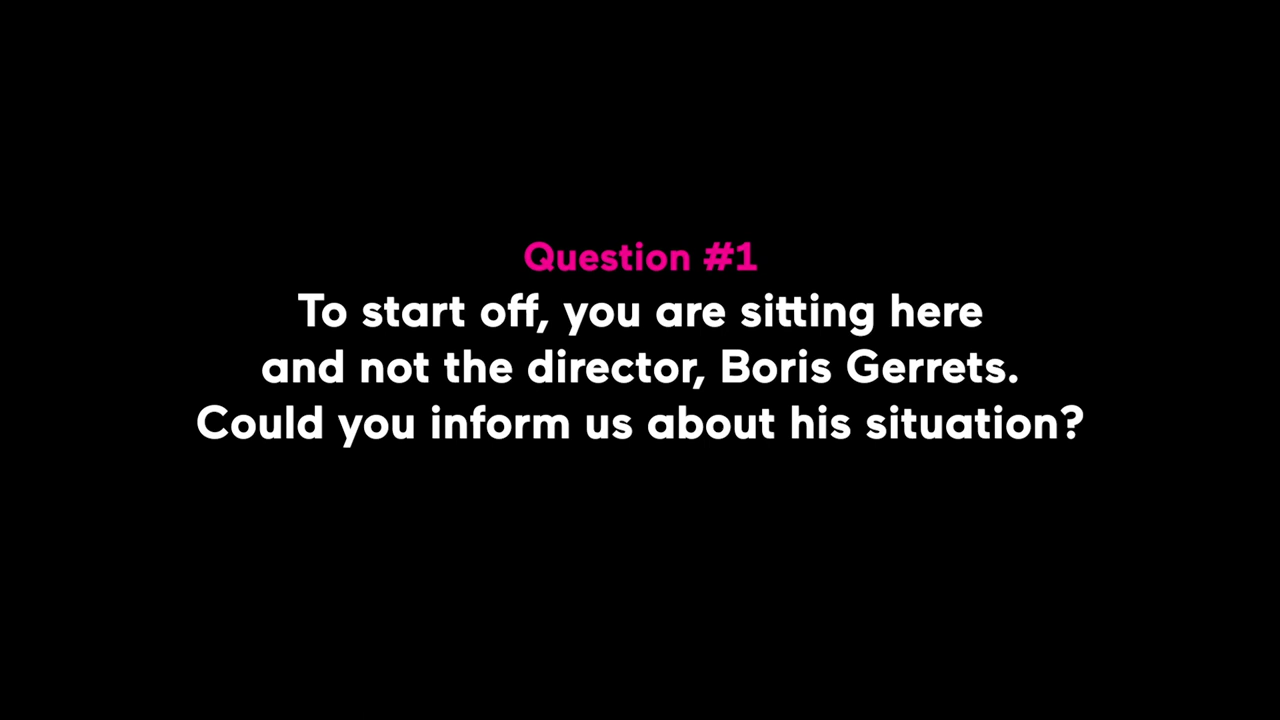 Question #1
To start off, you are sitting here
and not the director, Boris Gerrets.
Could you inform us about his situation?